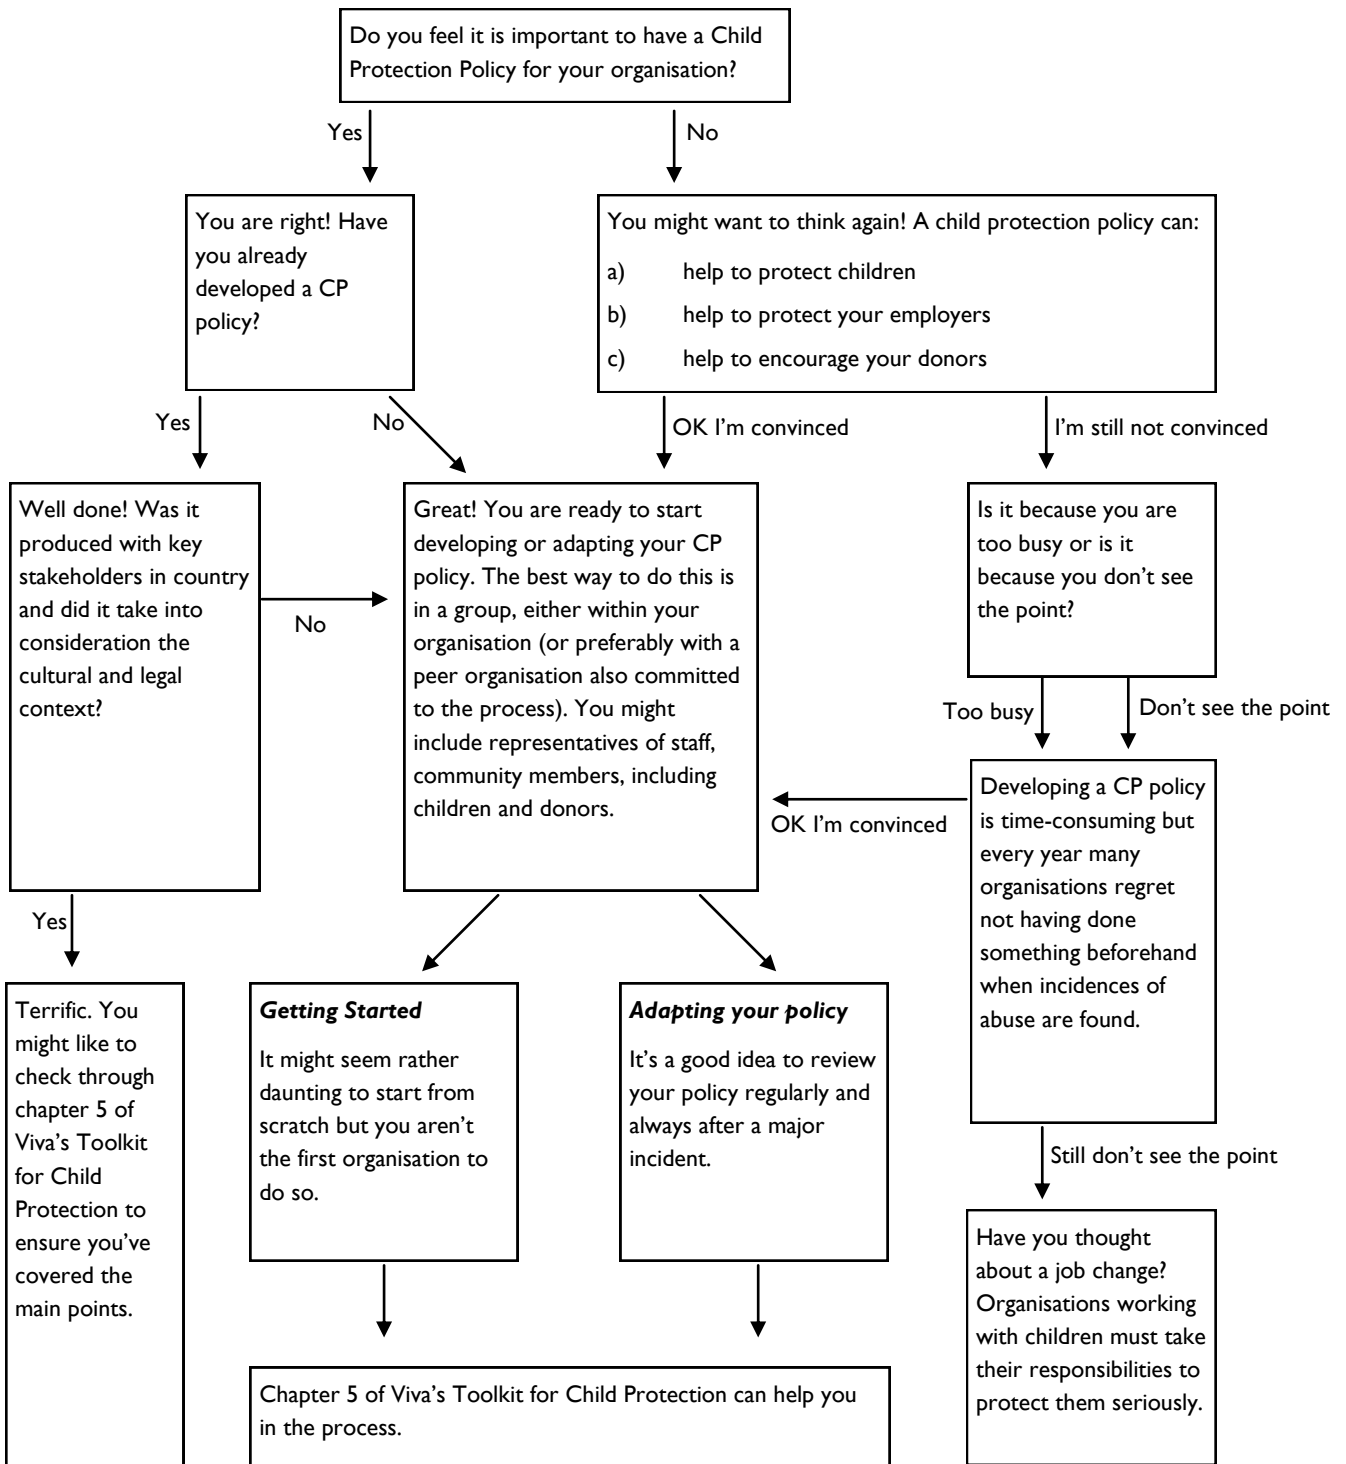 Do you feel it is important to have a Child
Protection Policy for your organisation?
Yes
No
You are right! Have
you already
developed a CP
policy?
You might want to think again! A child protection policy can:
a) help to protect children
b) help to protect your employers
c) help to encourage your donors
Yes
No
OK I'm convinced
I'm still not convinced
Well done! Was it
produced with key
stakeholders in country
and did it take into
consideration the
cultural and legal
context?
No
Great! You are ready to start
developing or adapting your CP
policy. The best way to do this is
in a group, either within your
organisation (or preferably with a
peer organisation also committed
to the process). You might
include representatives of staff,
community members, including
children and donors.
Is it because you are
too busy or is it
because you don't see
the point?
Too busy
Don't see the point
OK I'm convinced
Developing a CP policy
is time-consuming but
every year many
organisations regret
not having done
something beforehand
when incidences of
abuse are found.
Yes
Terrific. You
might like to
check through
chapter 5 of
Viva's Toolkit
for Child
Protection to
ensure you've
covered the
main points.
Getting Started
It might seem rather
daunting to start from
scratch but you aren't
the first organisation to
do so.
Adapting your policy
It's a good idea to review
your policy regularly and
always after a major
incident.
Still don't see the point
Have you thought
about a job change?
Organisations working
with children must take
their responsibilities to
protect them seriously.
Chapter 5 of Viva's Toolkit for Child Protection can help you
in the process.